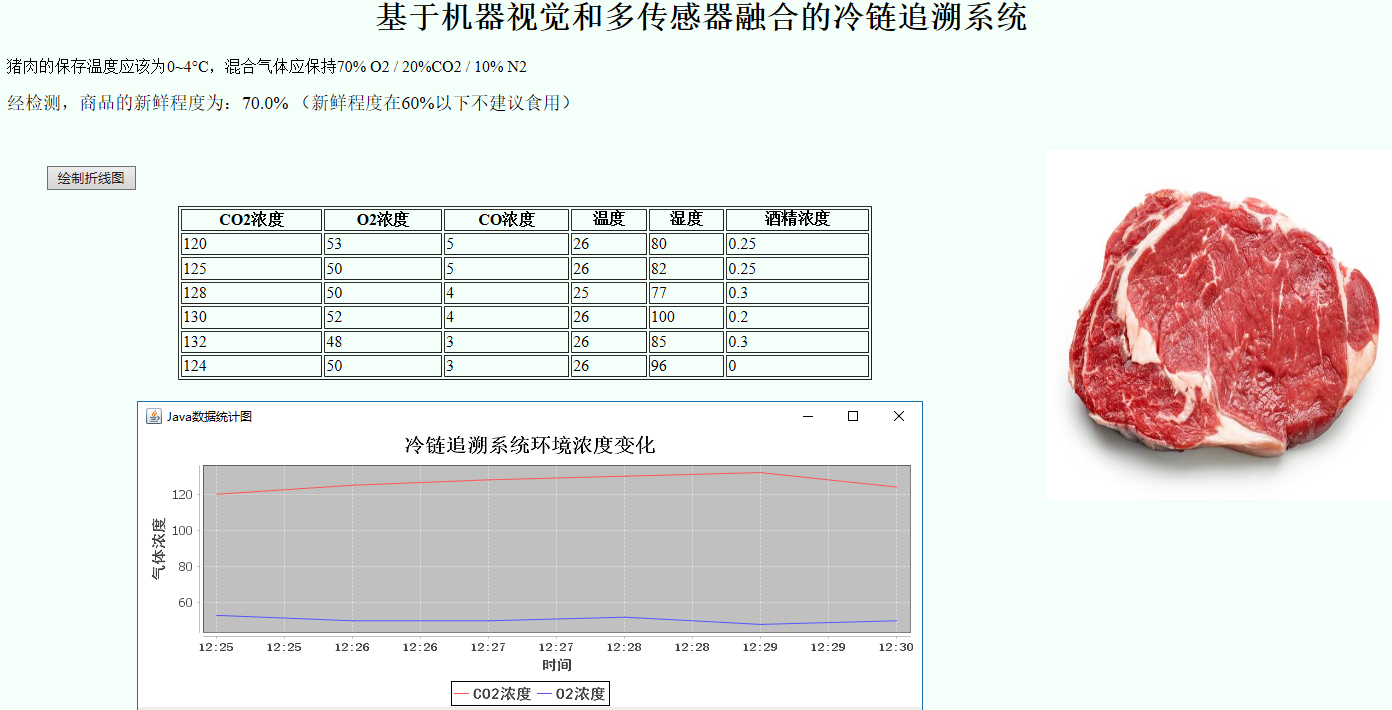 基于机器视觉和多传感器融合的冷链追溯系统
猪肉的保存温度应该为0~4°C，混合气体应保持70% O2 / 20%CO2 / 10% N2
经检测，商品的新鲜程度为：70.0% （新鲜程度在60%以下不建议食用）
绘制折线图
CO2浓度 O2浓度 CO浓度 温度 湿度 酒精浓度
120 53 5 26 80 0.25
125 50 5 26 82 0.25
128 50 4 25 77 0.3
130 52 4 26 100 0.2
132 48 3 26 85 0.3
124 50 3 26 96 0
Java数据统计图
冷链追溯系统环境浓度变化
气体浓度
120
100
80
60
12:25 12:25 12:26 12:26 12:27 12:27 12:28 12:28 12:29 12:29 12:30
时间
CO2浓度 O2浓度